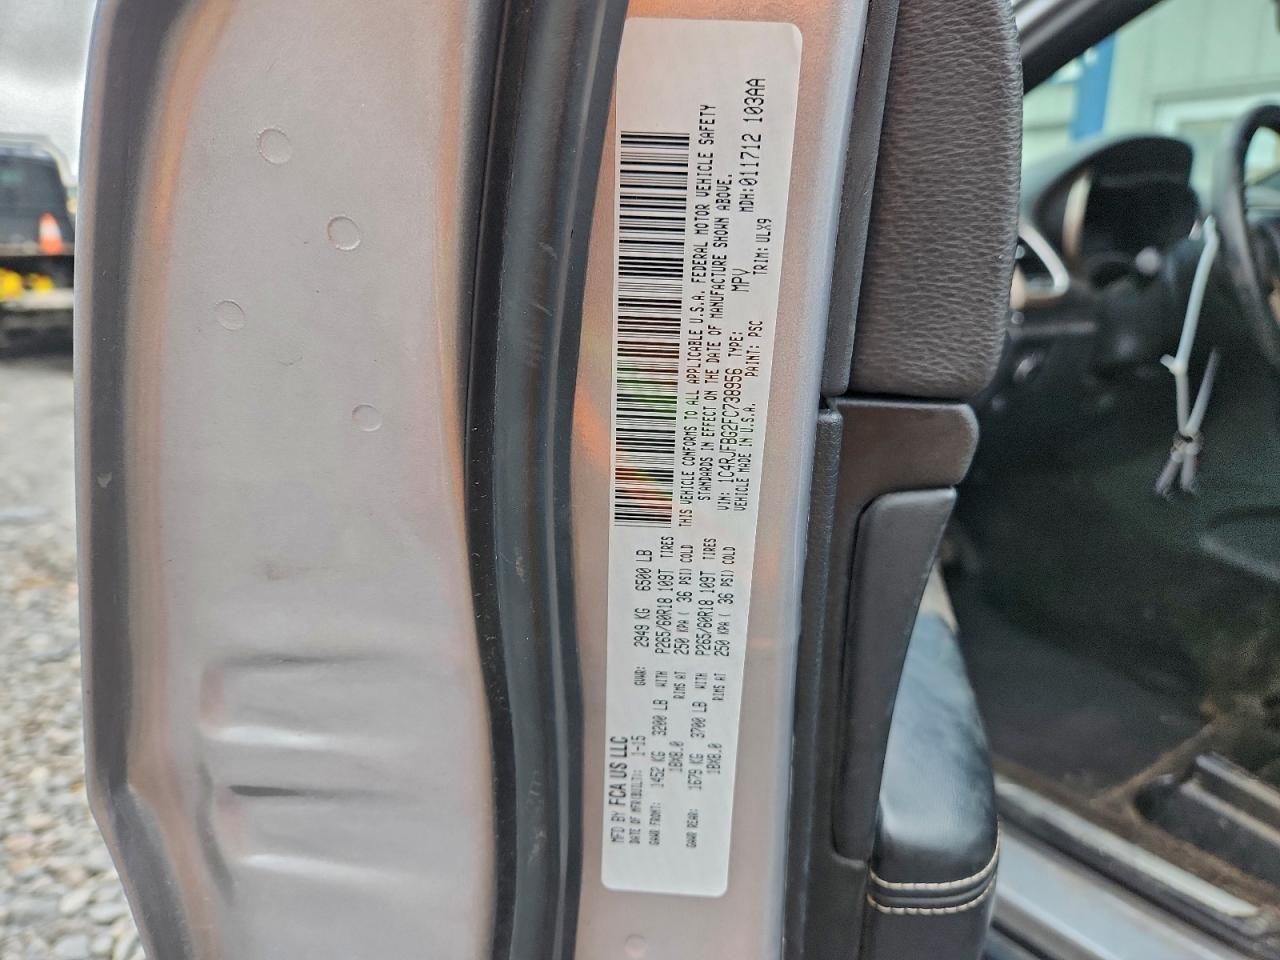 MFD BY FCA US LLC
DATE OF MFR(BUILT): 1-15
GVWR: 2949 KG 6500 LB
GAWR FRONT: 1452 KG 3200 LB WITH P265/60R18 109T TIRES
18X8.0 RIMS AT 250 KPA ( 36 PSI) COLD
GAWR REAR: 1679 KG 3700 LB WITH P265/60R18 109T TIRES
18X8.0 RIMS AT 250 KPA ( 36 PSI) COLD
THIS VEHICLE CONFORMS TO ALL APPLICABLE U.S.A. FEDERAL MOTOR VEHICLE SAFETY
STANDARDS IN EFFECT ON THE DATE OF MANUFACTURE SHOWN ABOVE.
VIN: 1C4RJFBG2FC738956 TYPE: MPV MDH:011712 103AA
VEHICLE MADE IN U.S.A. PAINT: PSC TRIM: ULX9